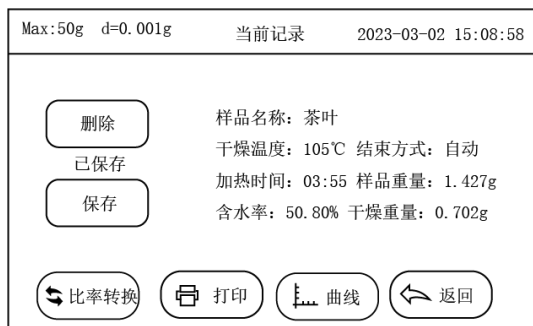 Max:50g d=0.001g 当前记录 2023-03-02 15:08:58
删除
已保存
保存
样品名称：茶叶
干燥温度：105℃ 结束方式：自动
加热时间：03:55 样品重量：1.427g
含水率：50.80% 干燥重量：0.702g
比率转换 打印 曲线 返回